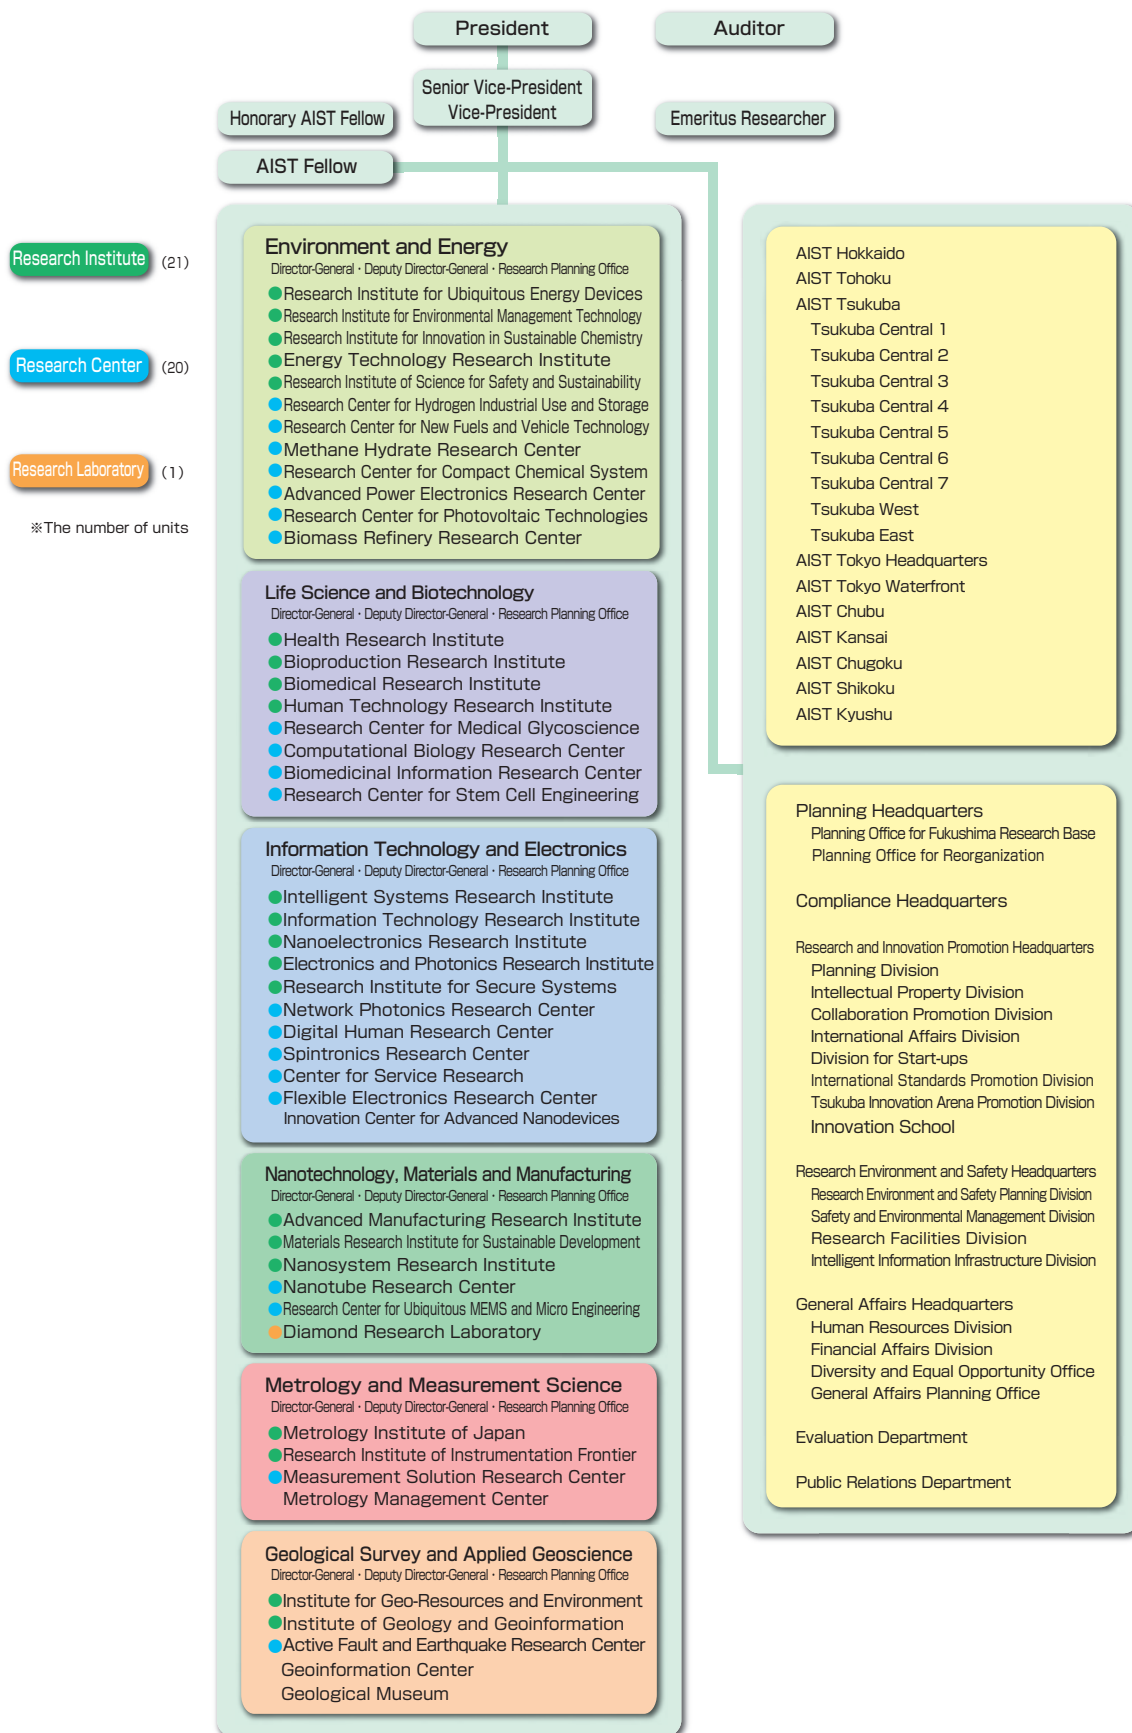 President
Auditor
Senior Vice-President
Vice-President
Honorary AIST Fellow
Emeritus Researcher
AIST Fellow
Research Institute (21)
Research Center (20)
Research Laboratory (1)
※The number of units
Environment and Energy
Director-General・Deputy Director-General・Research Planning Office
Research Institute for Ubiquitous Energy Devices
Research Institute for Environmental Management Technology
Research Institute for Innovation in Sustainable Chemistry
Energy Technology Research Institute
Research Institute of Science for Safety and Sustainability
Research Center for Hydrogen Industrial Use and Storage
Research Center for New Fuels and Vehicle Technology
Methane Hydrate Research Center
Research Center for Compact Chemical System
Advanced Power Electronics Research Center
Research Center for Photovoltaic Technologies
Biomass Refinery Research Center
Life Science and Biotechnology
Director-General・Deputy Director-General・Research Planning Office
Health Research Institute
Bioproduction Research Institute
Biomedical Research Institute
Human Technology Research Institute
Research Center for Medical Glycoscience
Computational Biology Research Center
Biomedicinal Information Research Center
Research Center for Stem Cell Engineering
Information Technology and Electronics
Director-General・Deputy Director-General・Research Planning Office
Intelligent Systems Research Institute
Information Technology Research Institute
Nanoelectronics Research Institute
Electronics and Photonics Research Institute
Research Institute for Secure Systems
Network Photonics Research Center
Digital Human Research Center
Spintronics Research Center
Center for Service Research
Flexible Electronics Research Center
Innovation Center for Advanced Nanodevices
Nanotechnology, Materials and Manufacturing
Director-General・Deputy Director-General・Research Planning Office
Advanced Manufacturing Research Institute
Materials Research Institute for Sustainable Development
Nanosystem Research Institute
Nanotube Research Center
Research Center for Ubiquitous MEMS and Micro Engineering
Diamond Research Laboratory
Metrology and Measurement Science
Director-General・Deputy Director-General・Research Planning Office
Metrology Institute of Japan
Research Institute of Instrumentation Frontier
Measurement Solution Research Center
Metrology Management Center
Geological Survey and Applied Geoscience
Director-General・Deputy Director-General・Research Planning Office
Institute for Geo-Resources and Environment
Institute of Geology and Geoinformation
Active Fault and Earthquake Research Center
Geoinformation Center
Geological Museum
AIST Hokkaido
AIST Tohoku
AIST Tsukuba
Tsukuba Central 1
Tsukuba Central 2
Tsukuba Central 3
Tsukuba Central 4
Tsukuba Central 5
Tsukuba Central 6
Tsukuba Central 7
Tsukuba West
Tsukuba East
AIST Tokyo Headquarters
AIST Tokyo Waterfront
AIST Chubu
AIST Kansai
AIST Chugoku
AIST Shikoku
AIST Kyushu
Planning Headquarters
Planning Office for Fukushima Research Base
Planning Office for Reorganization
Compliance Headquarters
Research and Innovation Promotion Headquarters
Planning Division
Intellectual Property Division
Collaboration Promotion Division
International Affairs Division
Division for Start-ups
International Standards Promotion Division
Tsukuba Innovation Arena Promotion Division
Innovation School
Research Environment and Safety Headquarters
Research Environment and Safety Planning Division
Safety and Environmental Management Division
Research Facilities Division
Intelligent Information Infrastructure Division
General Affairs Headquarters
Human Resources Division
Financial Affairs Division
Diversity and Equal Opportunity Office
General Affairs Planning Office
Evaluation Department
Public Relations Department